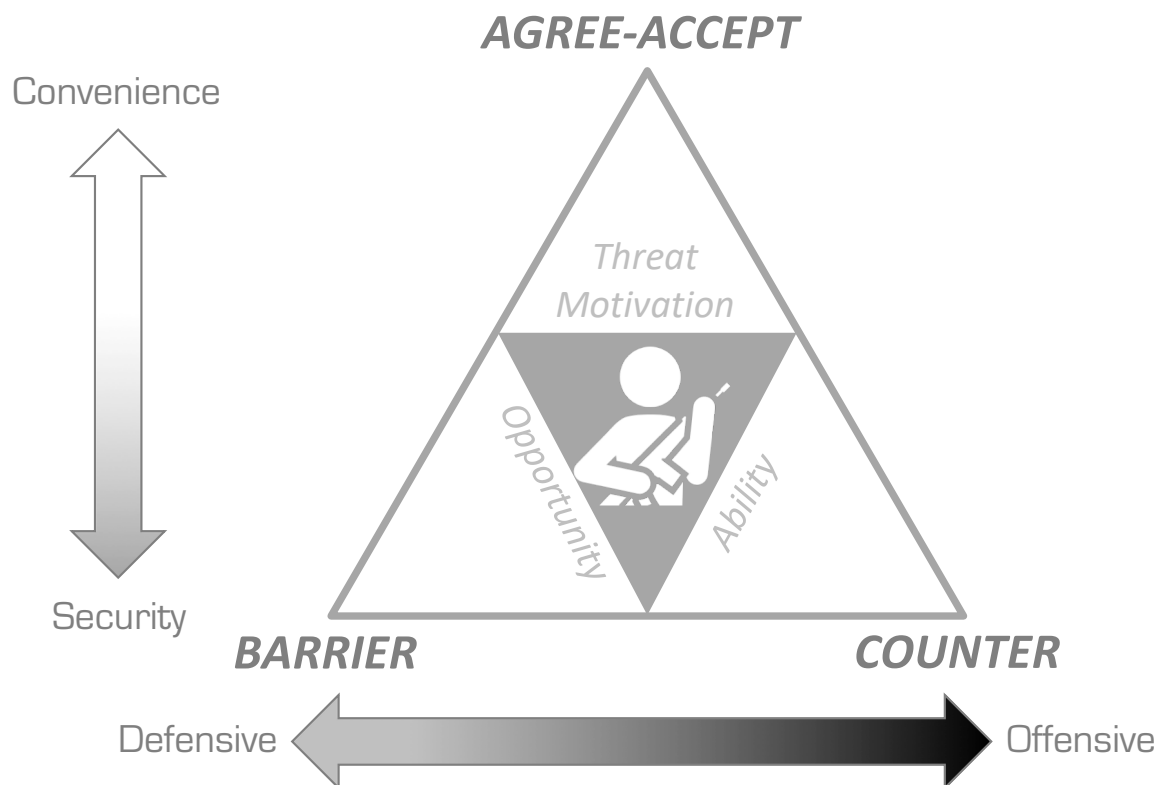 AGREE-ACCEPT
Convenience
Threat
Motivation
Opportunity
Ability
Security
BARRIER
COUNTER
Defensive
Offensive